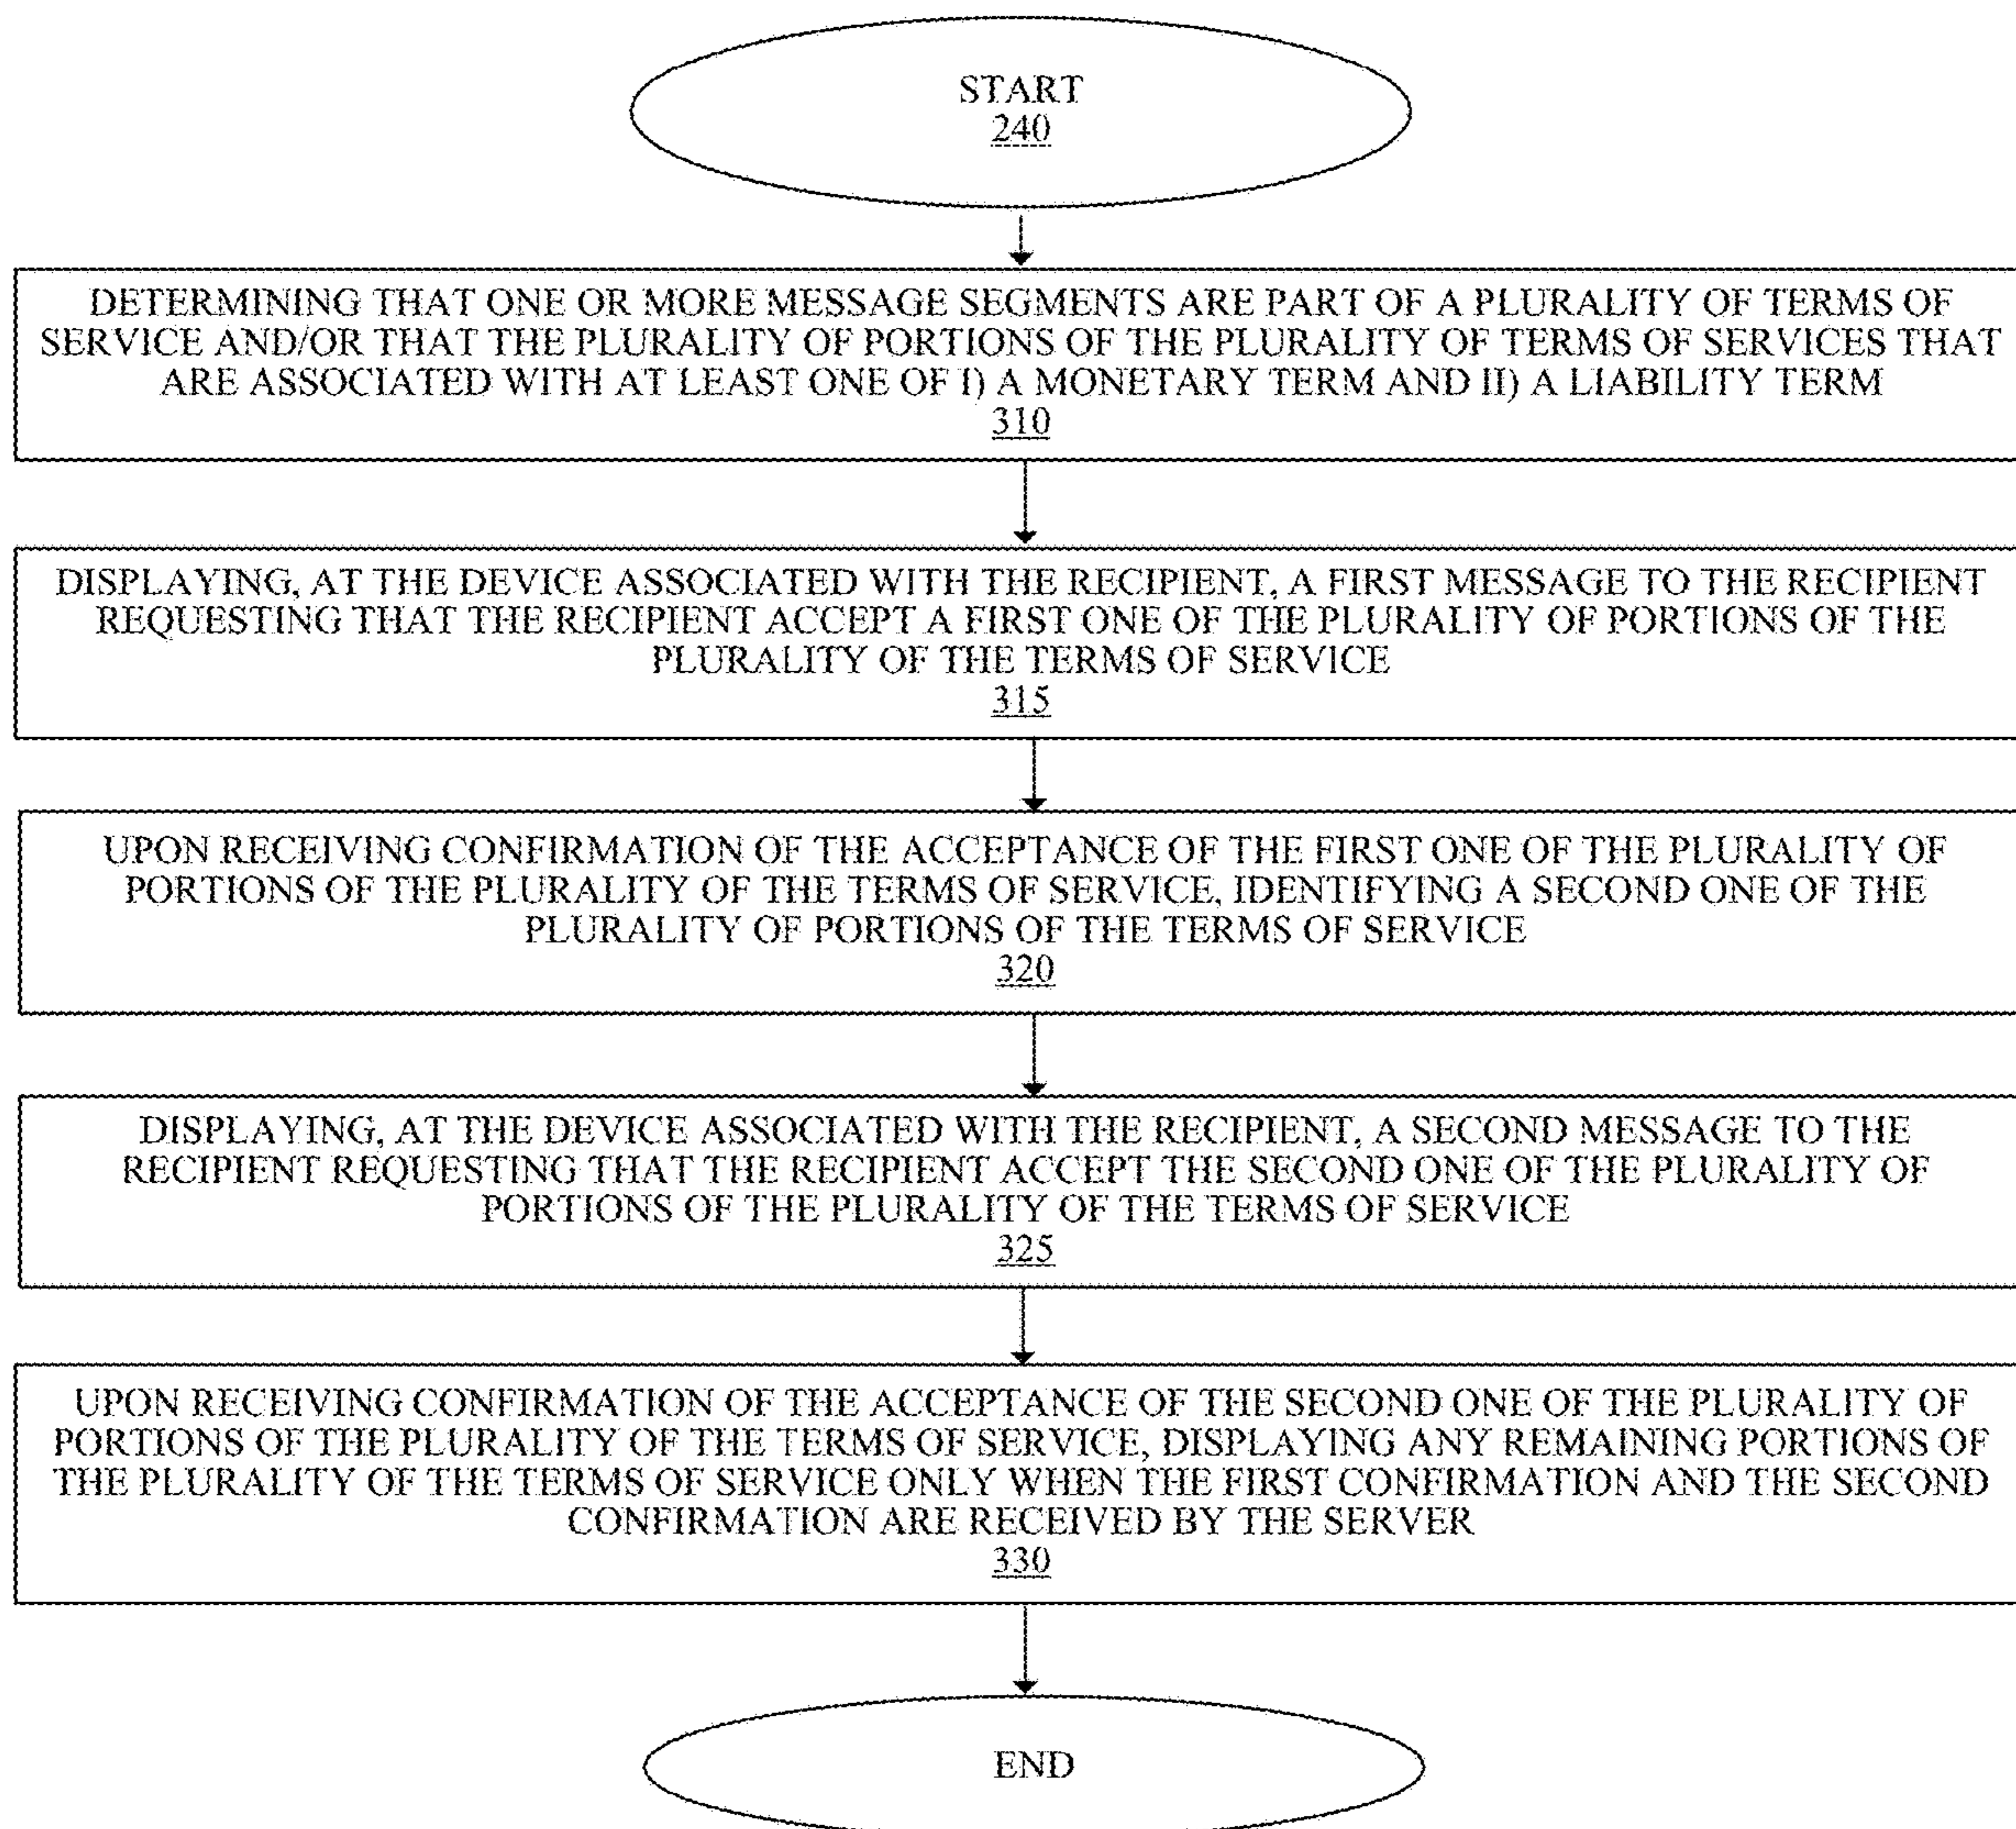 START
240
DETERMINING THAT ONE OR MORE MESSAGE SEGMENTS ARE PART OF A PLURALITY OF TERMS OF
SERVICE AND/OR THAT THE PLURALITY OF PORTIONS OF THE PLURALITY OF TERMS OF SERVICES THAT
ARE ASSOCIATED WITH AT LEAST ONE OF I) A MONETARY TERM AND II) A LIABILITY TERM
310
DISPLAYING, AT THE DEVICE ASSOCIATED WITH THE RECIPIENT, A FIRST MESSAGE TO THE RECIPIENT
REQUESTING THAT THE RECIPIENT ACCEPT A FIRST ONE OF THE PLURALITY OF PORTIONS OF THE
PLURALITY OF THE TERMS OF SERVICE
315
UPON RECEIVING CONFIRMATION OF THE ACCEPTANCE OF THE FIRST ONE OF THE PLURALITY OF
PORTIONS OF THE PLURALITY OF THE TERMS OF SERVICE, IDENTIFYING A SECOND ONE OF THE
PLURALITY OF PORTIONS OF THE TERMS OF SERVICE
320
DISPLAYING, AT THE DEVICE ASSOCIATED WITH THE RECIPIENT, A SECOND MESSAGE TO THE
RECIPIENT REQUESTING THAT THE RECIPIENT ACCEPT THE SECOND ONE OF THE PLURALITY OF
PORTIONS OF THE PLURALITY OF THE TERMS OF SERVICE
325
UPON RECEIVING CONFIRMATION OF THE ACCEPTANCE OF THE SECOND ONE OF THE PLURALITY OF
PORTIONS OF THE PLURALITY OF THE TERMS OF SERVICE, DISPLAYING ANY REMAINING PORTIONS OF
THE PLURALITY OF THE TERMS OF SERVICE ONLY WHEN THE FIRST CONFIRMATION AND THE SECOND
CONFIRMATION ARE RECEIVED BY THE SERVER
330
END